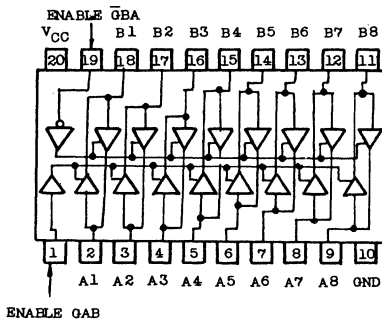 ENABLE G̅BA
VCC B1 B2 B3 B4 B5 B6 B7 B8
20 19 18 17 16 15 14 13 12 11
1 2 3 4 5 6 7 8 9 10
A1 A2 A3 A4 A5 A6 A7 A8 GND
ENABLE GAB